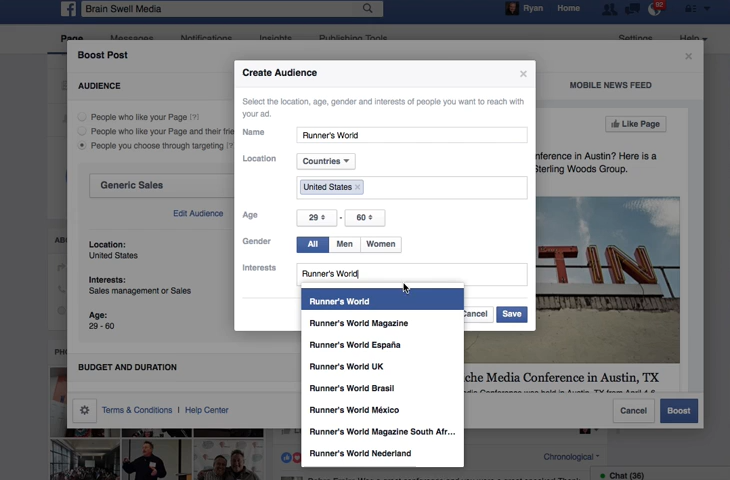 Brain Swell Media
Ryan
Home
92
Page
Messages
Notifications
Insights
Publishing Tools
Settings
Help
Boost Post
×
AUDIENCE
People who like your Page [?]
People who like your Page and their frie
People you choose through targeting [?
Generic Sales
Edit Audience
Location:
United States
Interests:
Sales management or Sales
Age:
29 - 60
BUDGET AND DURATION
Terms & Conditions | Help Center
Cancel
Boost
MOBILE NEWS FEED
Like Page
nference in Austin? Here is a
Sterling Woods Group.
TIN
che Media Conference in Austin, TX
Create Audience
×
Select the location, age, gender and interests of people you want to reach with
your ad.
Name
Runner's World
Location
Countries
United States ×
Age
29 - 60
Gender
All
Men
Women
Interests
Runner's World
Cancel
Save
Runner's World
Runner's World Magazine
Runner's World España
Runner's World UK
Runner's World Brasil
Runner's World México
Runner's World Magazine South Afr...
Runner's World Nederland
Chronological
Chat (36)